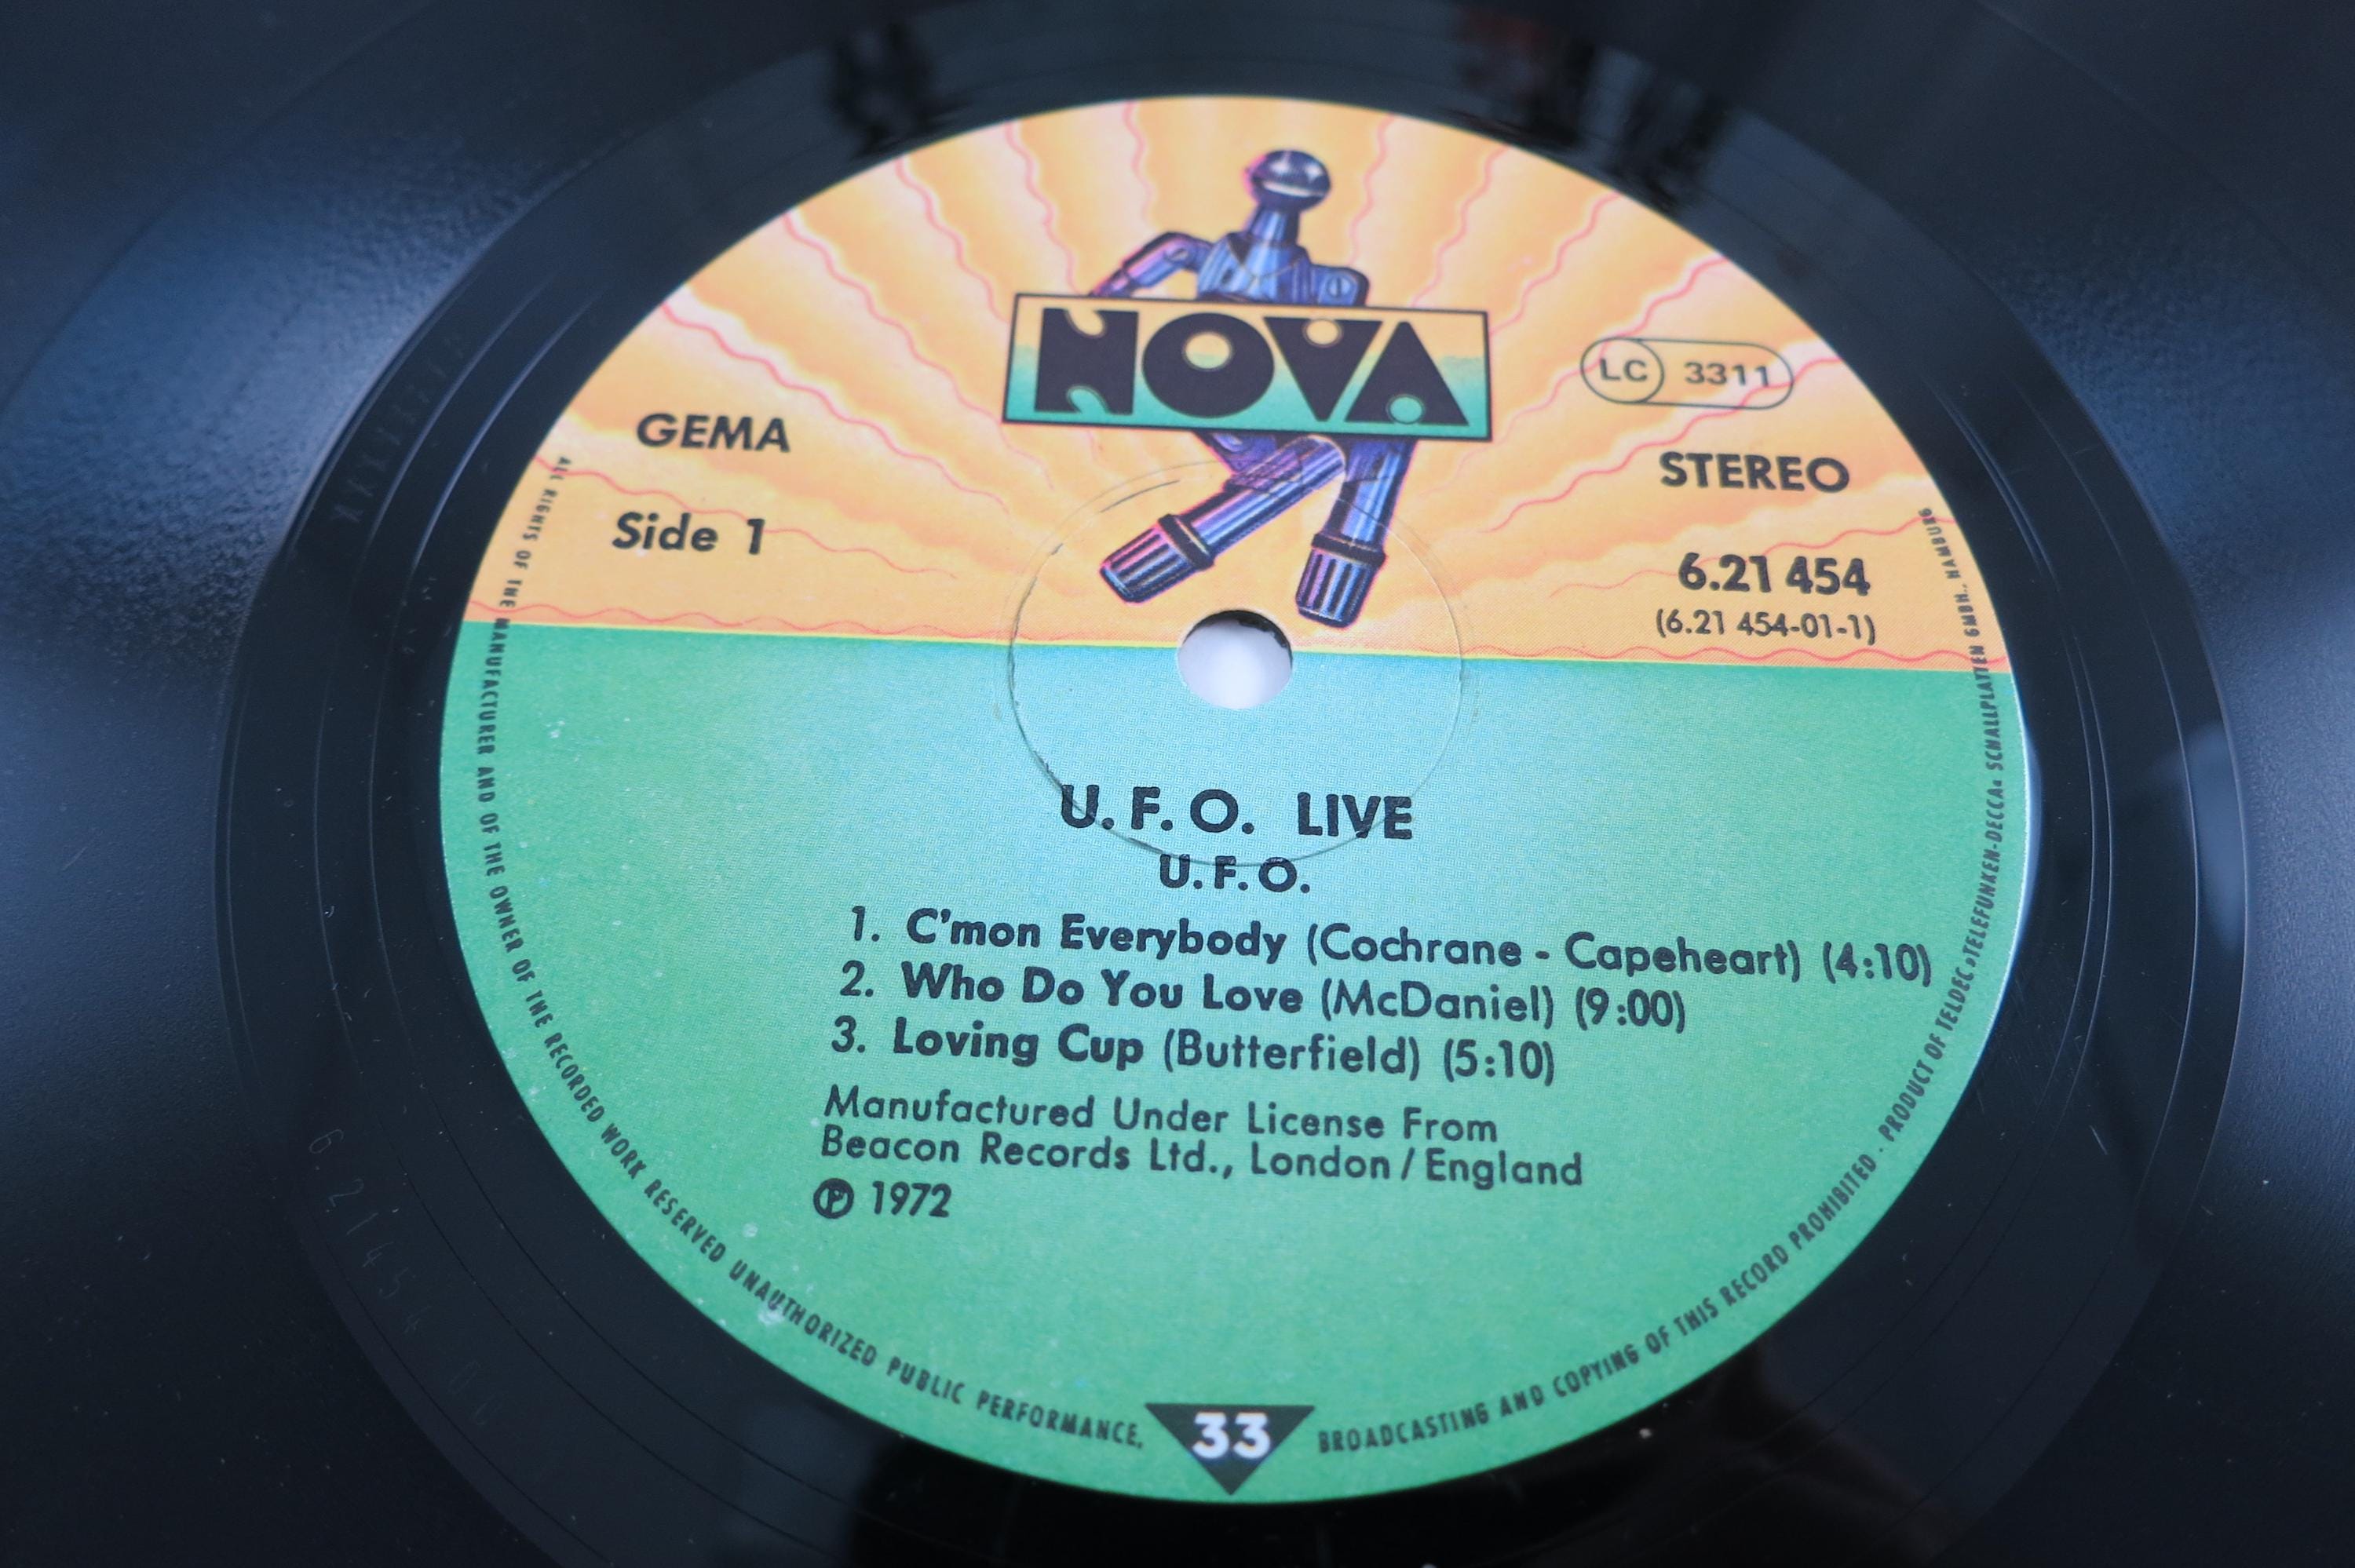 NOVA
LC 3311
GEMA
STEREO
Side 1
6.21 454
(6.21 454-01-1)
U.F.O. LIVE
U.F.O.
1. C'mon Everybody (Cochrane - Capeheart) (4:10)
2. Who Do You Love (McDaniel) (9:00)
3. Loving Cup (Butterfield) (5:10)
Manufactured Under License From
Beacon Records Ltd., London / England
℗ 1972
33
ALL RIGHTS OF THE MANUFACTURER AND OF THE OWNER OF THE RECORDED WORK RESERVED UNAUTHORIZED PUBLIC PERFORMANCE, BROADCASTING AND COPYING OF THIS RECORD PROHIBITED · PRODUCT OF TELDEC »TELEFUNKEN-DECCA« SCHALLPLATTEN GMBH., HAMBURG